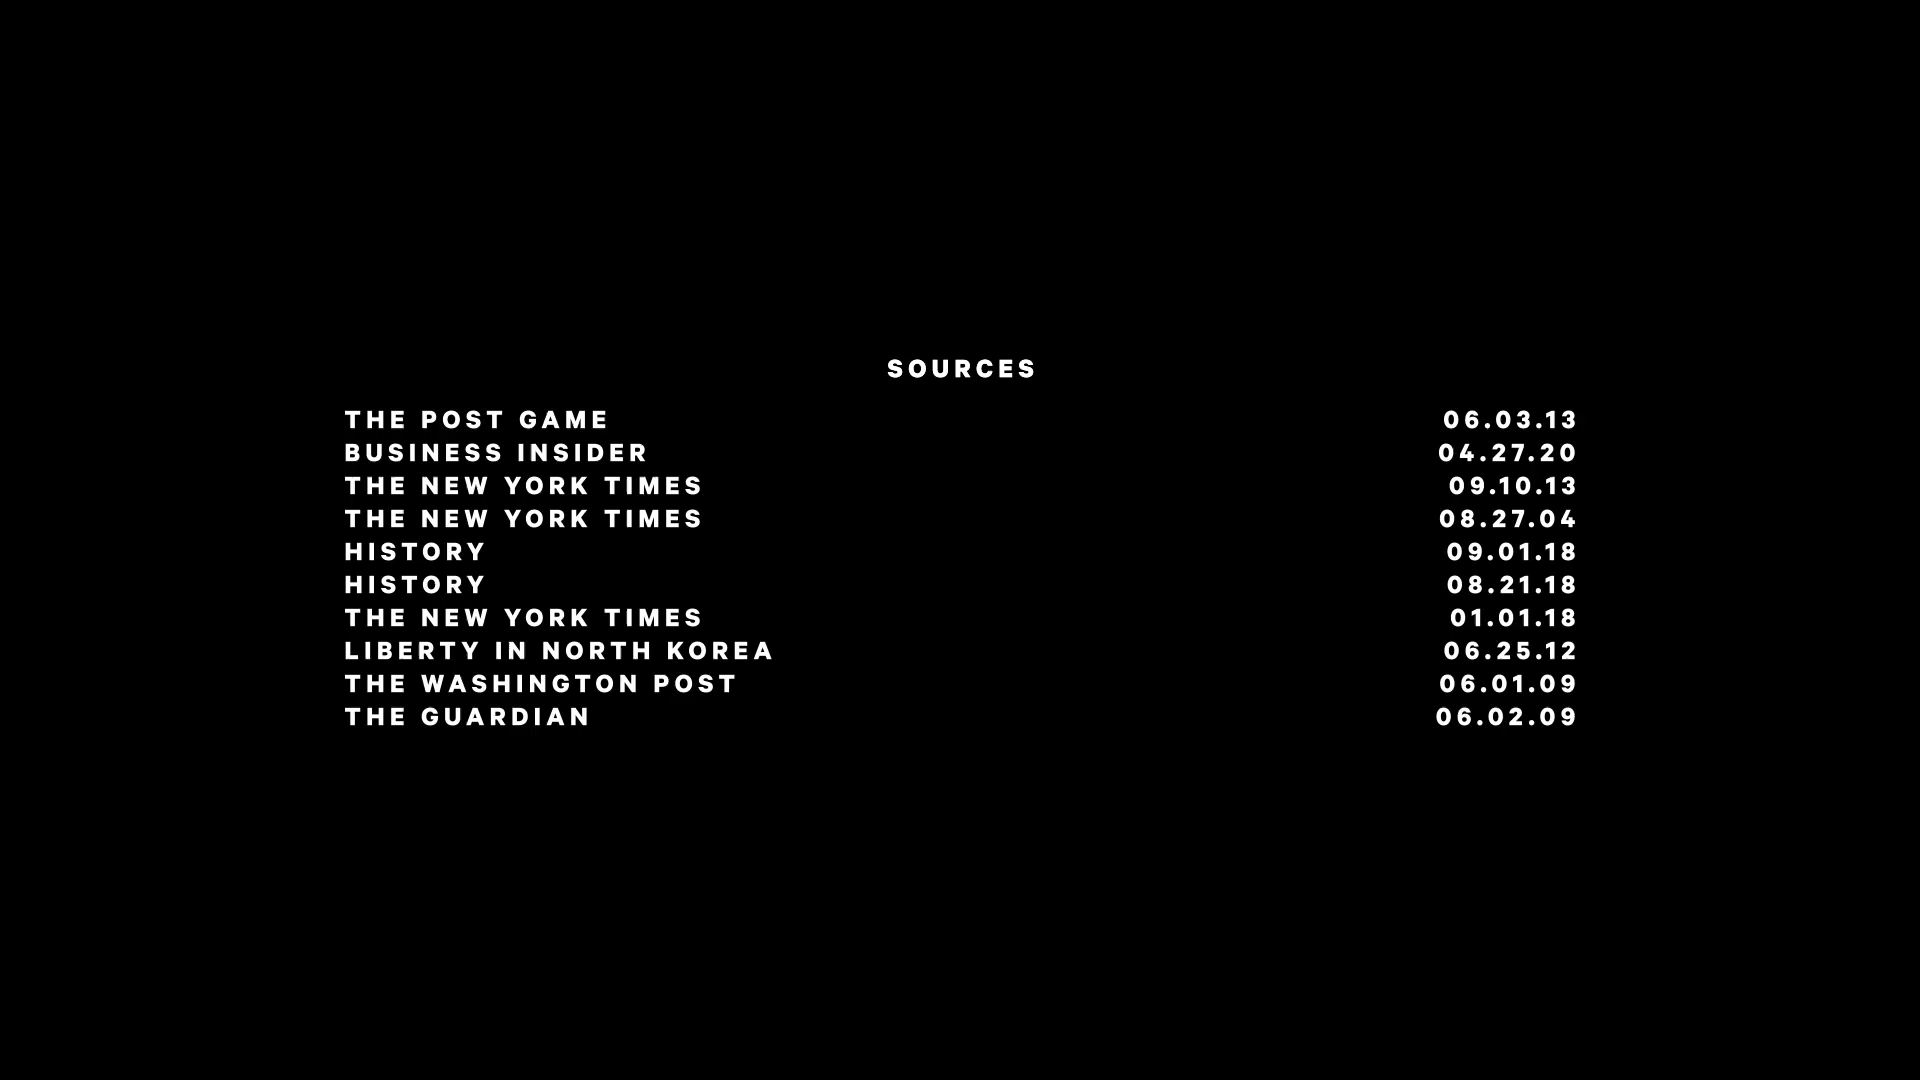 SOURCES
THE POST GAME 06.03.13
BUSINESS INSIDER 04.27.20
THE NEW YORK TIMES 09.10.13
THE NEW YORK TIMES 08.27.04
HISTORY 09.01.18
HISTORY 08.21.18
THE NEW YORK TIMES 01.01.18
LIBERTY IN NORTH KOREA 06.25.12
THE WASHINGTON POST 06.01.09
THE GUARDIAN 06.02.09